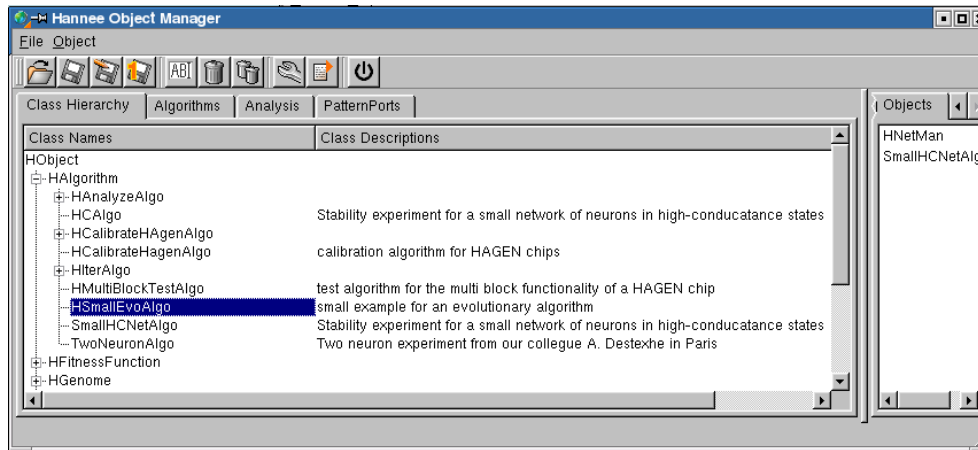 Hannee Object Manager
File Object
ABI
Class Hierarchy Algorithms Analysis PatternPorts Objects
Class Names Class Descriptions
HNetMan
SmallHCNetAlg
HObject
HAlgorithm
HAnalyzeAlgo
HCAlgo Stability experiment for a small network of neurons in high-conducatance states
HCalibrateHAgenAlgo
HCalibrateHagenAlgo calibration algorithm for HAGEN chips
HIterAlgo
HMultiBlockTestAlgo test algorithm for the multi block functionality of a HAGEN chip
HSmallEvoAlgo small example for an evolutionary algorithm
SmallHCNetAlgo Stability experiment for a small network of neurons in high-conducatance states
TwoNeuronAlgo Two neuron experiment from our collegue A. Destexhe in Paris
HFitnessFunction
HGenome